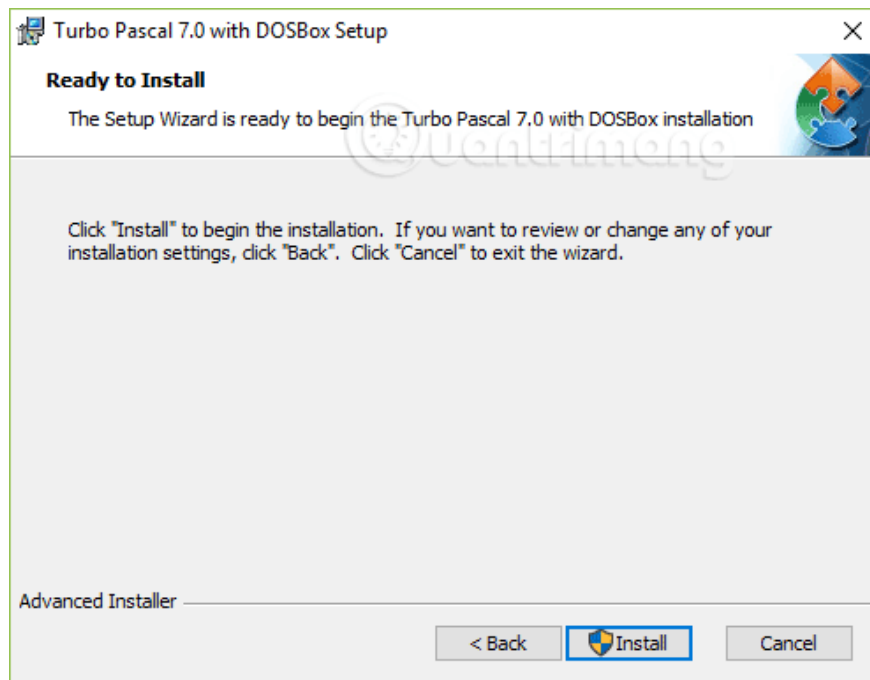 Turbo Pascal 7.0 with DOSBox Setup
Ready to Install
The Setup Wizard is ready to begin the Turbo Pascal 7.0 with DOSBox installation
Quantrimang
Click "Install" to begin the installation. If you want to review or change any of your
installation settings, click "Back". Click "Cancel" to exit the wizard.
Advanced Installer
< Back
Install
Cancel